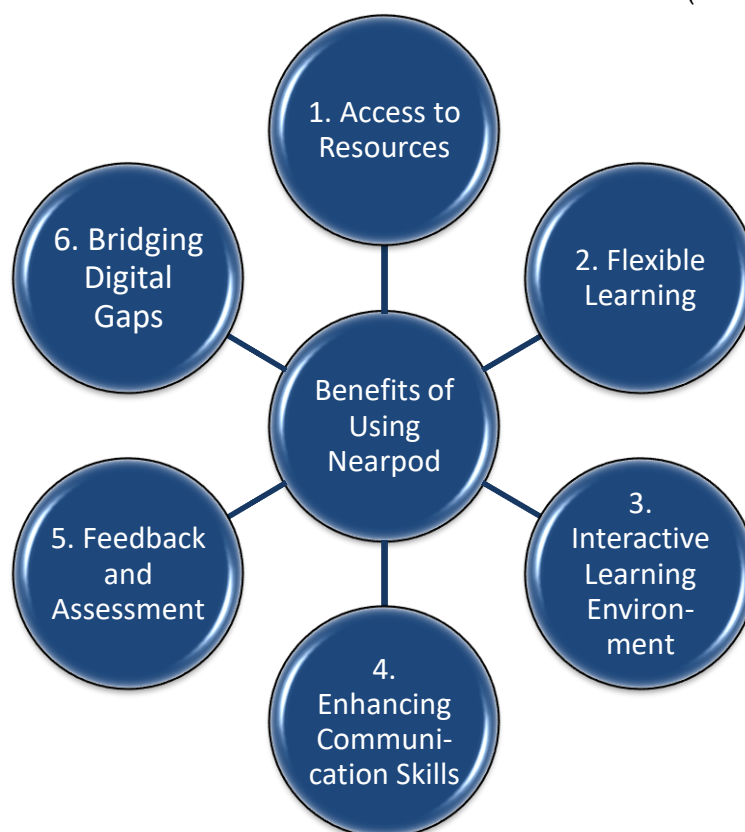 (
1. Access to
Resources
2. Flexible
Learning
3.
Interactive
Learning
Environ-
ment
4.
Enhancing
Communi-
cation Skills
5. Feedback
and
Assessment
6. Bridging
Digital
Gaps
Benefits of
Using
Nearpod